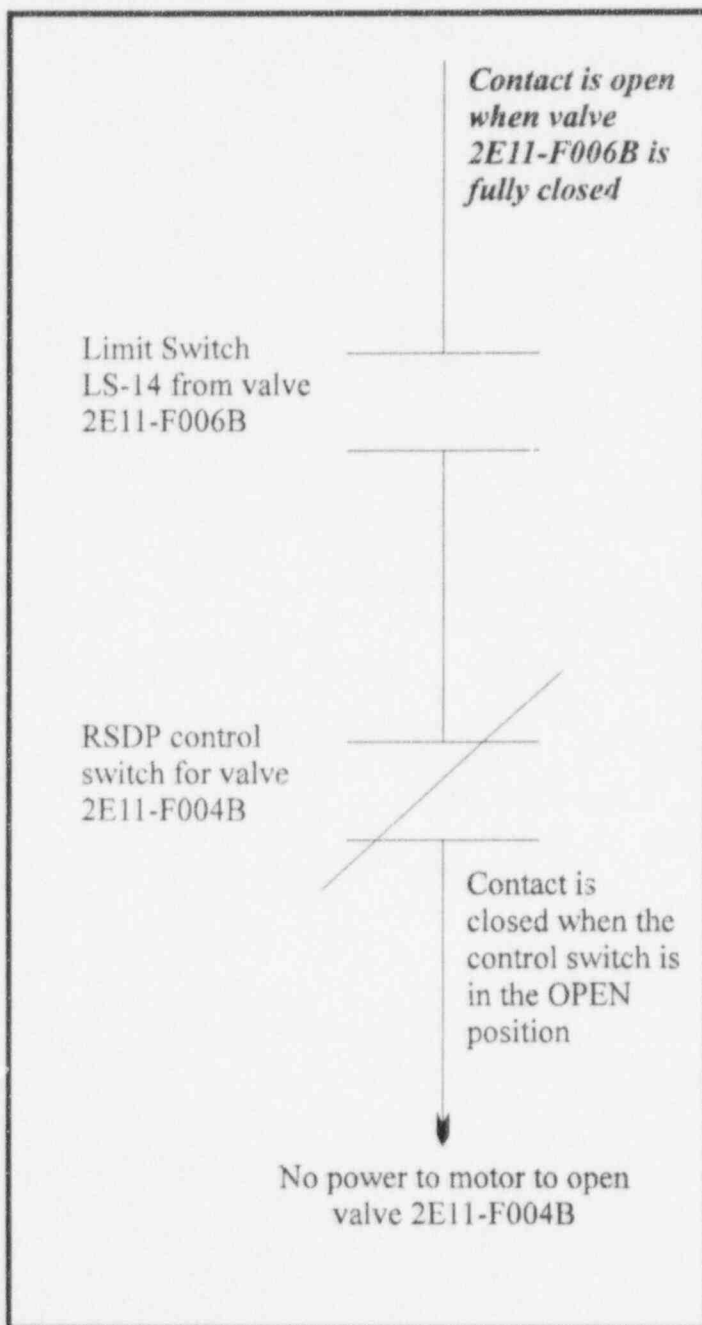 Contact is open
when valve
2E11-F006B is
fully closed
Limit Switch
LS-14 from valve
2E11-F006B
RSDP control
switch for valve
2E11-F004B
Contact is
closed when the
control switch is
in the OPEN
position
No power to motor to open
valve 2E11-F004B